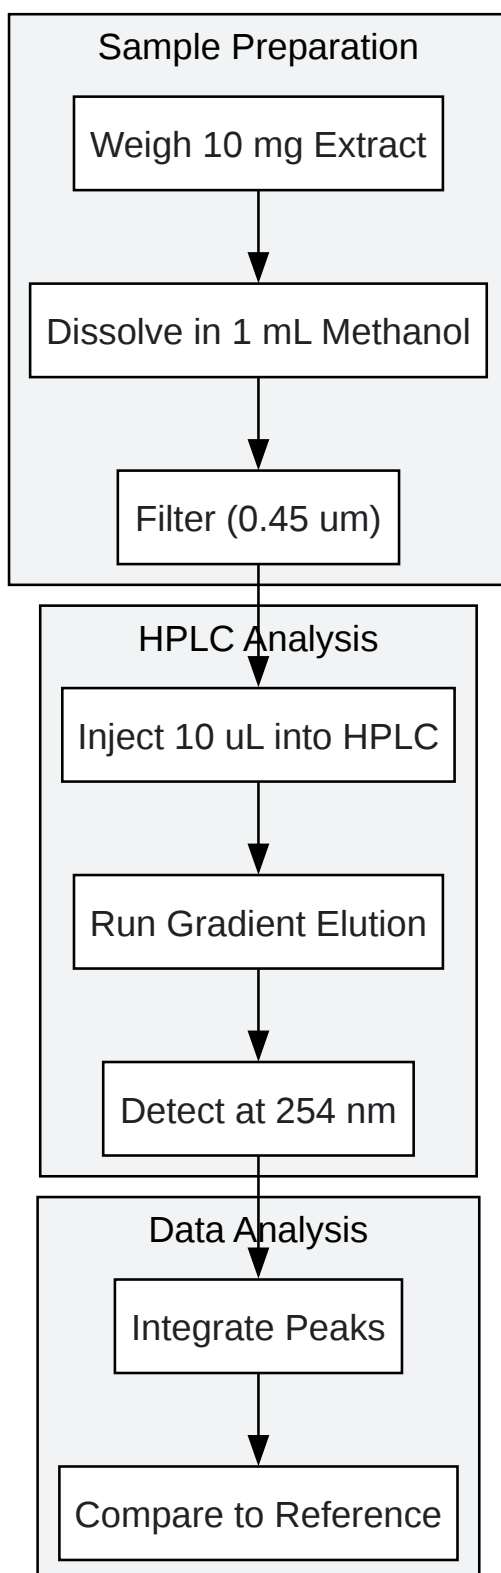 Sample Preparation
Weigh 10 mg Extract
Dissolve in 1 mL Methanol
Filter (0.45 um)
HPLC Analysis
Inject 10 uL into HPLC
Run Gradient Elution
Detect at 254 nm
Data Analysis
Integrate Peaks
Compare to Reference